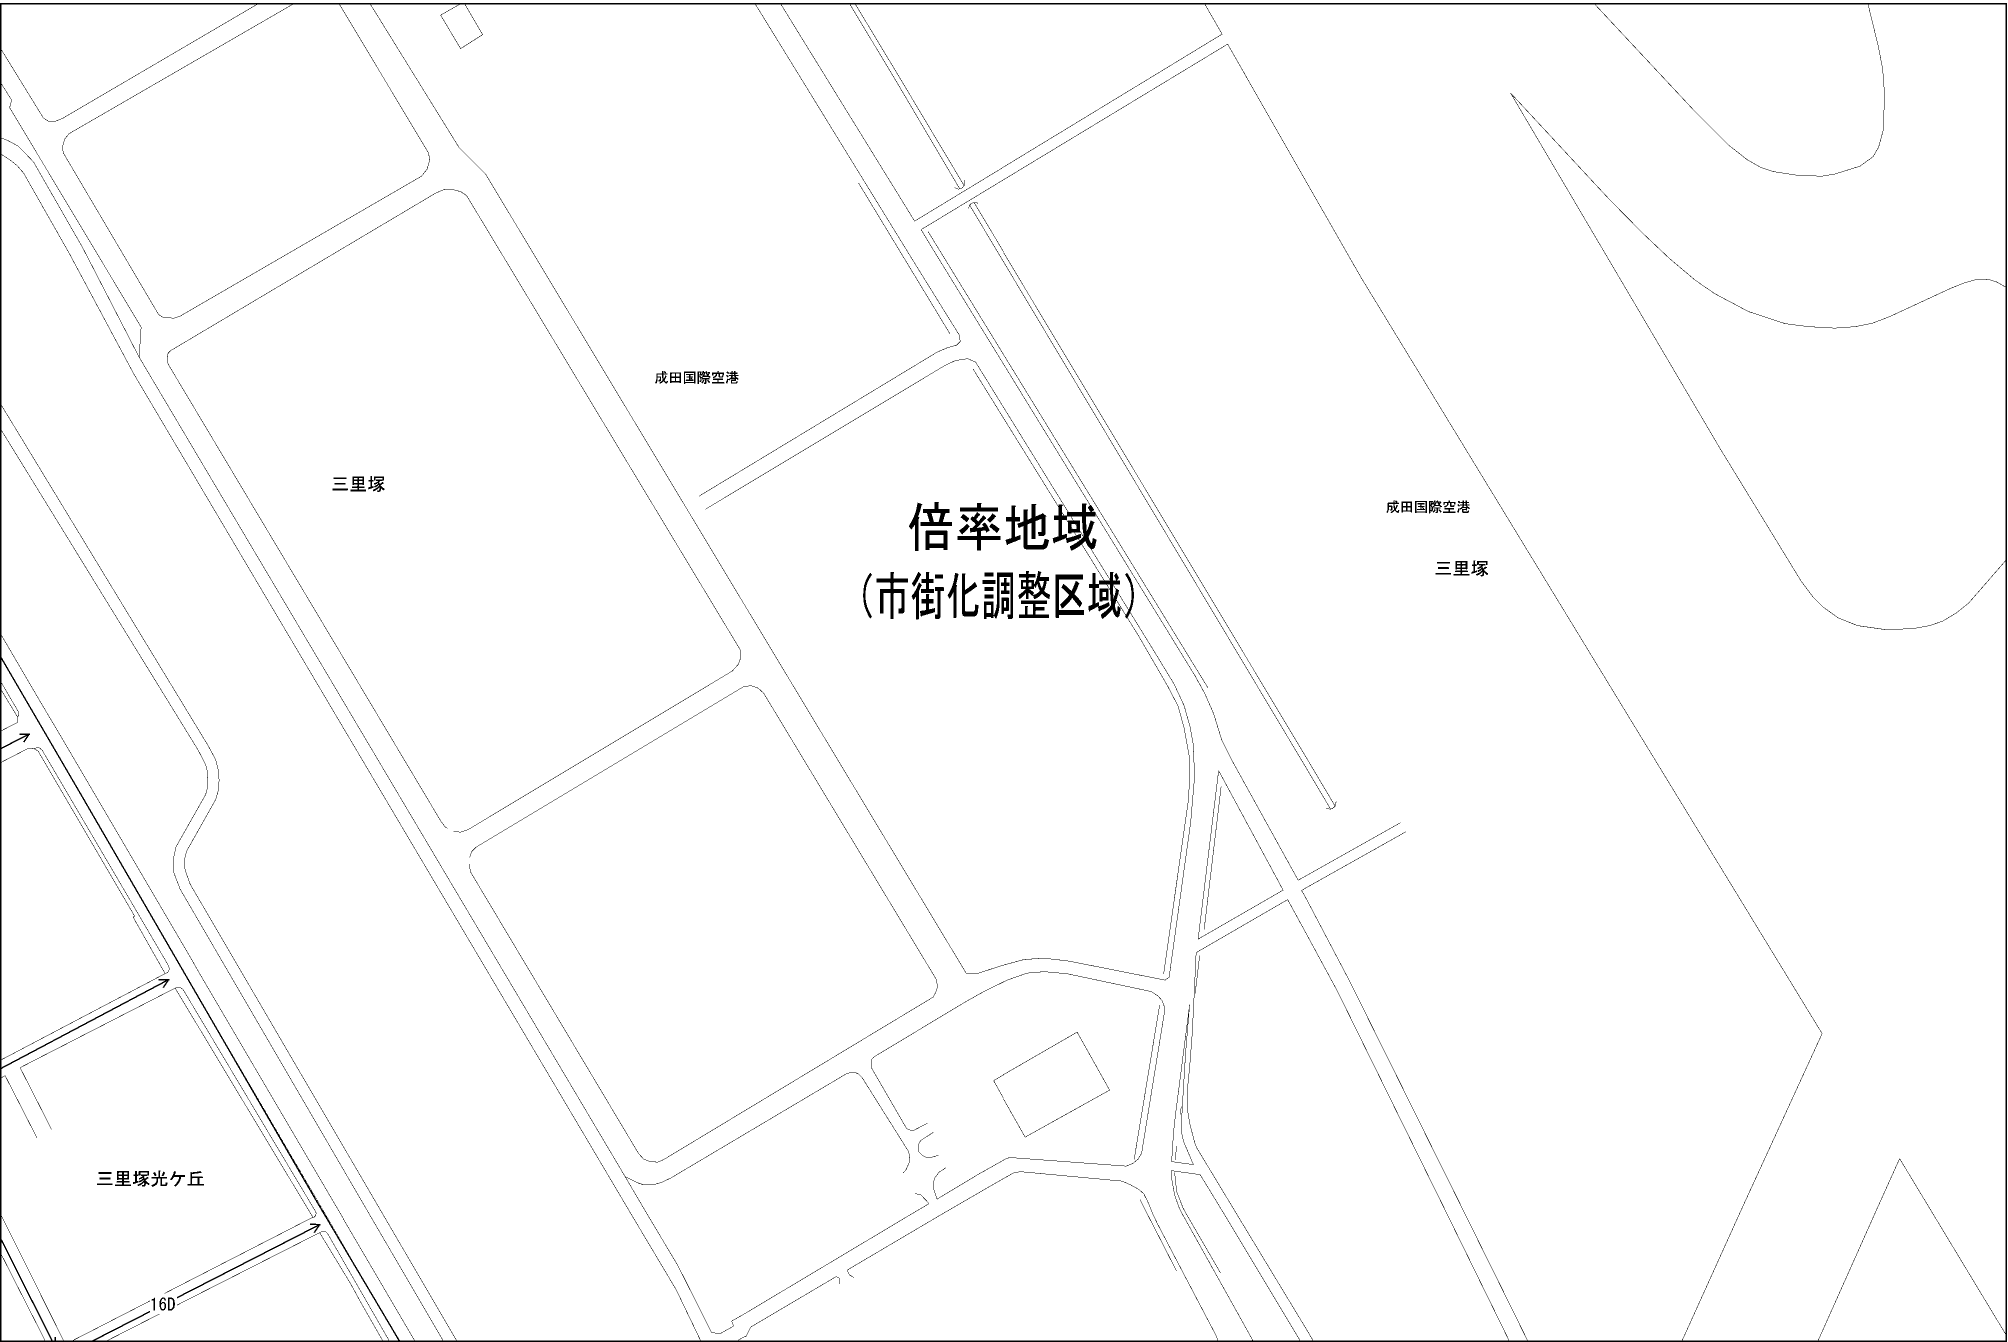 成田国際空港
三里塚
成田国際空港
倍率地域
（市街化調整区域）
三里塚
三里塚光ケ丘
16D